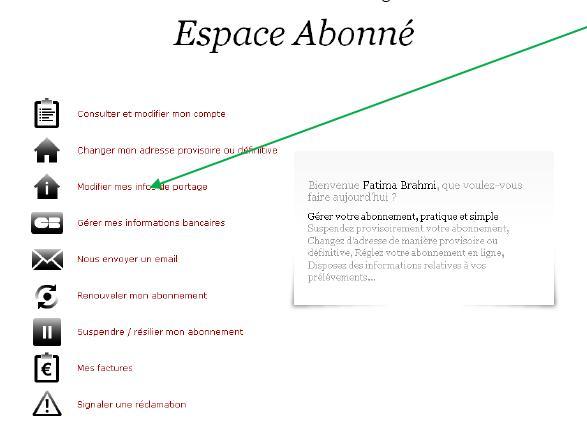 Espace Abonné
Consulter et modifier mon compte
Changer mon adresse provisoire ou définitive
Modifier mes infos de portage
Gérer mes informations bancaires
Nous envoyer un email
Renouveler mon abonnement
Suspendre / résilier mon abonnement
Mes factures
Signaler une réclamation
Bienvenue Fatima Brahmi, que voulez-vous
faire aujourd'hui ?
Gérer votre abonnement, pratique et simple
Suspendez provisoirement votre abonnement,
Changez d'adresse de manière provisoire ou
définitive, Réglez votre abonnement en ligne,
Disposez des informations relatives à vos
prélèvements...